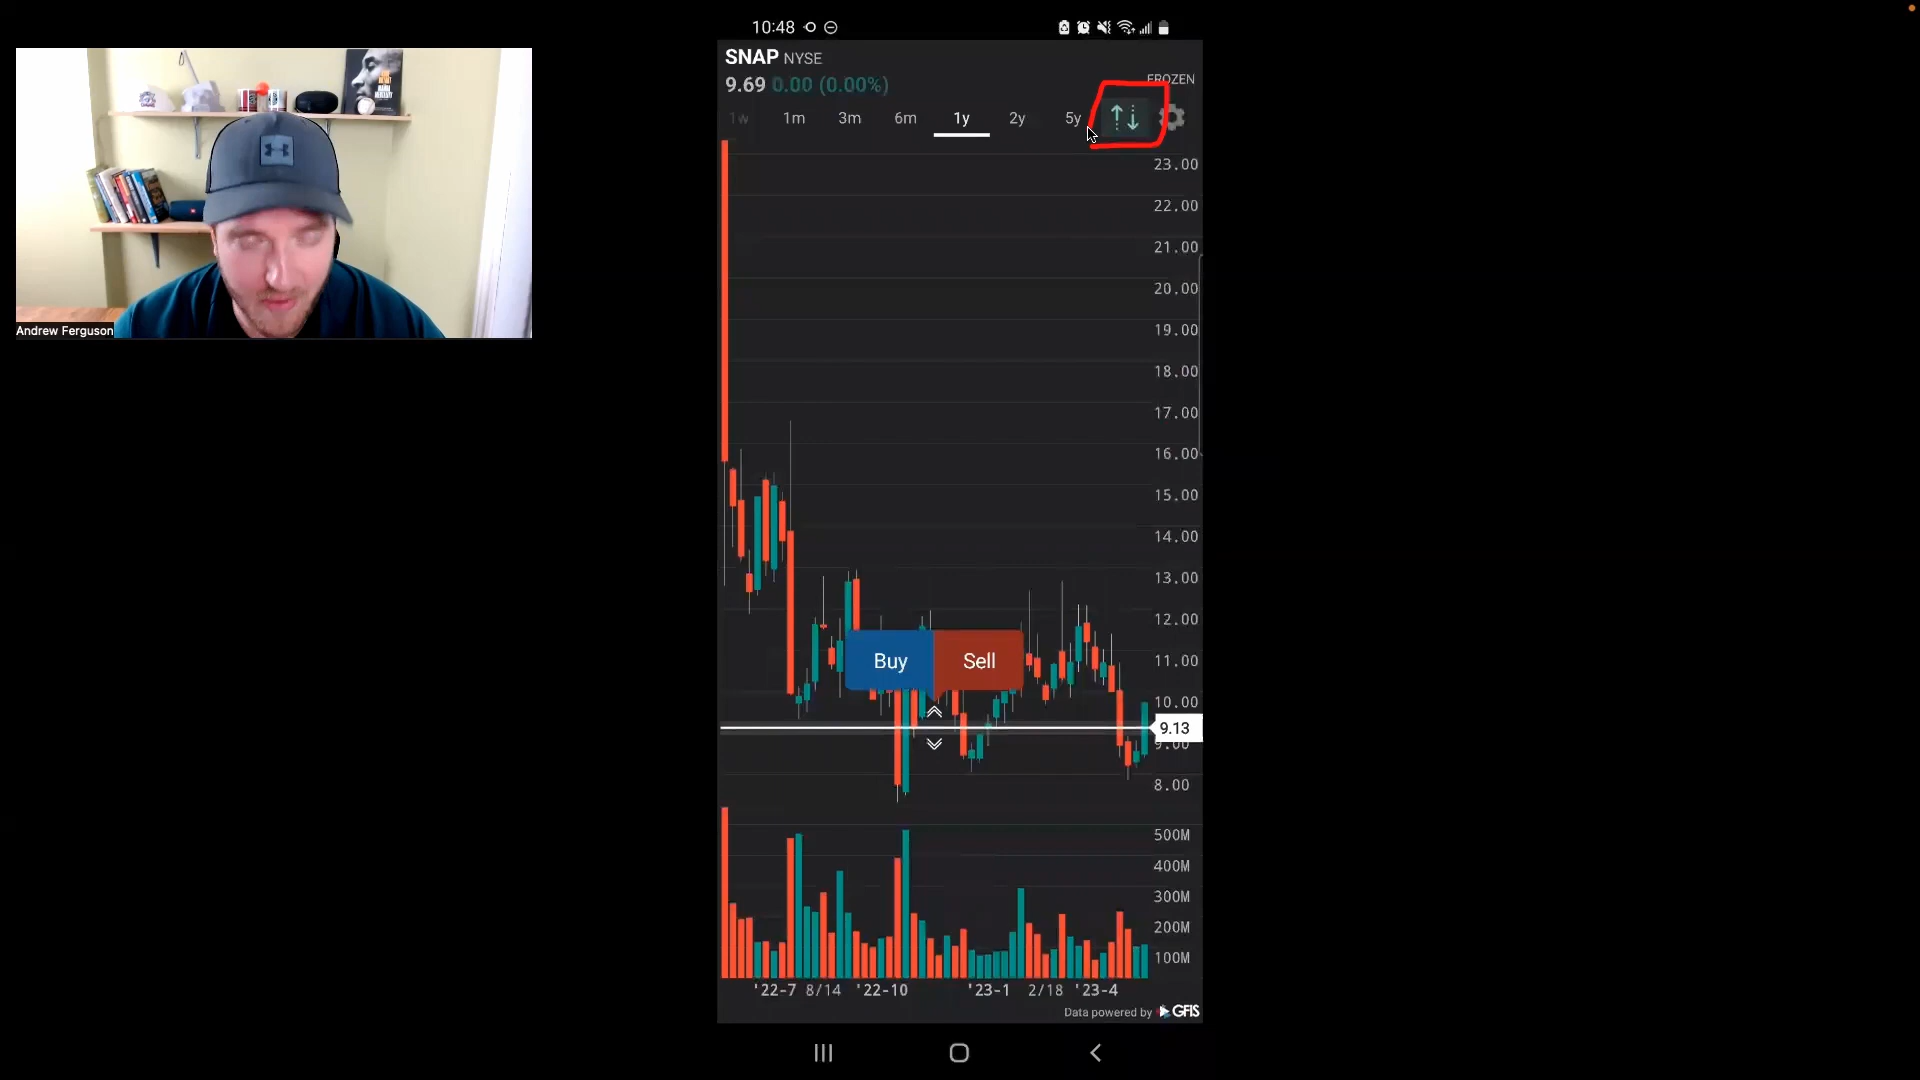 10:48
SNAP NYSE
FROZEN
9.69 0.00 (0.00%)
1w 1m 3m 6m 1y 2y 5y
23.00
22.00
21.00
20.00
19.00
18.00
17.00
16.00
15.00
14.00
13.00
12.00
11.00
Buy Sell
10.00
9.13
9.00
8.00
500M
400M
300M
200M
100M
'22-7 8/14 '22-10 '23-1 2/18 '23-4
Data powered by GFIS
Andrew Ferguson